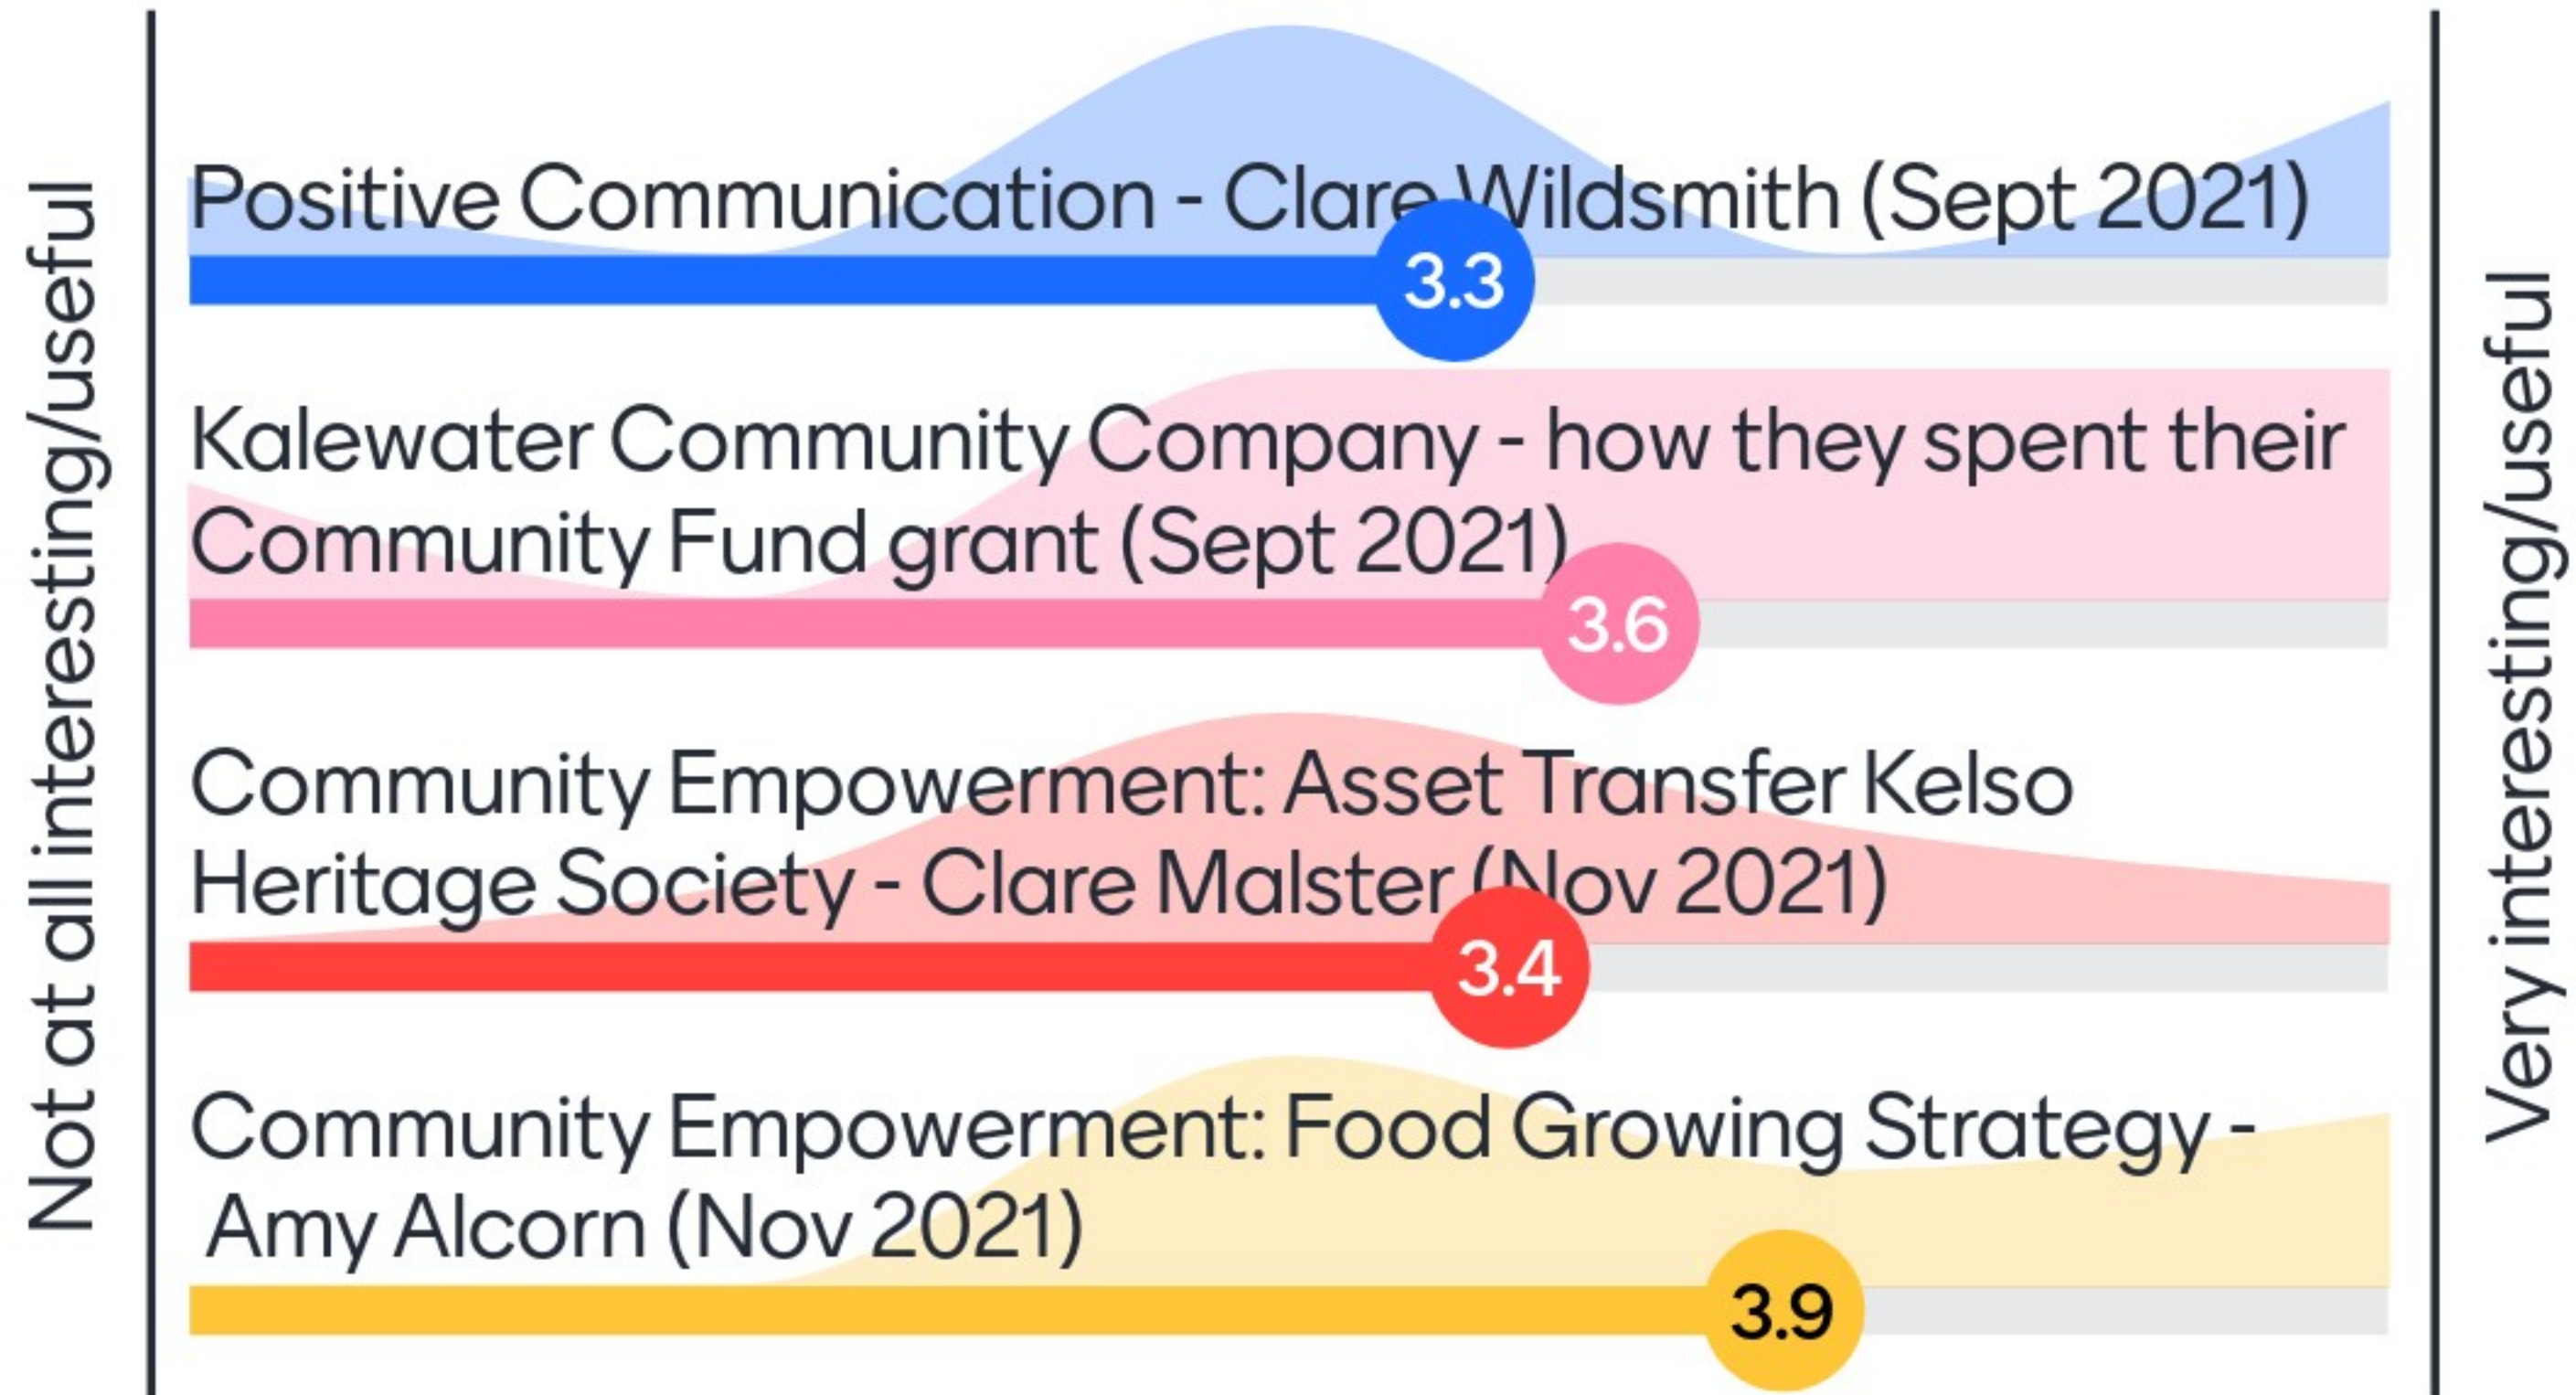 Not at all interesting/useful
Positive Communication - Clare Wildsmith (Sept 2021)
3.3
Kalewater Community Company - how they spent their
Community Fund grant (Sept 2021)
3.6
Community Empowerment: Asset Transfer Kelso
Heritage Society - Clare Malster (Nov 2021)
3.4
Community Empowerment: Food Growing Strategy -
Amy Alcorn (Nov 2021)
3.9
Very interesting/useful